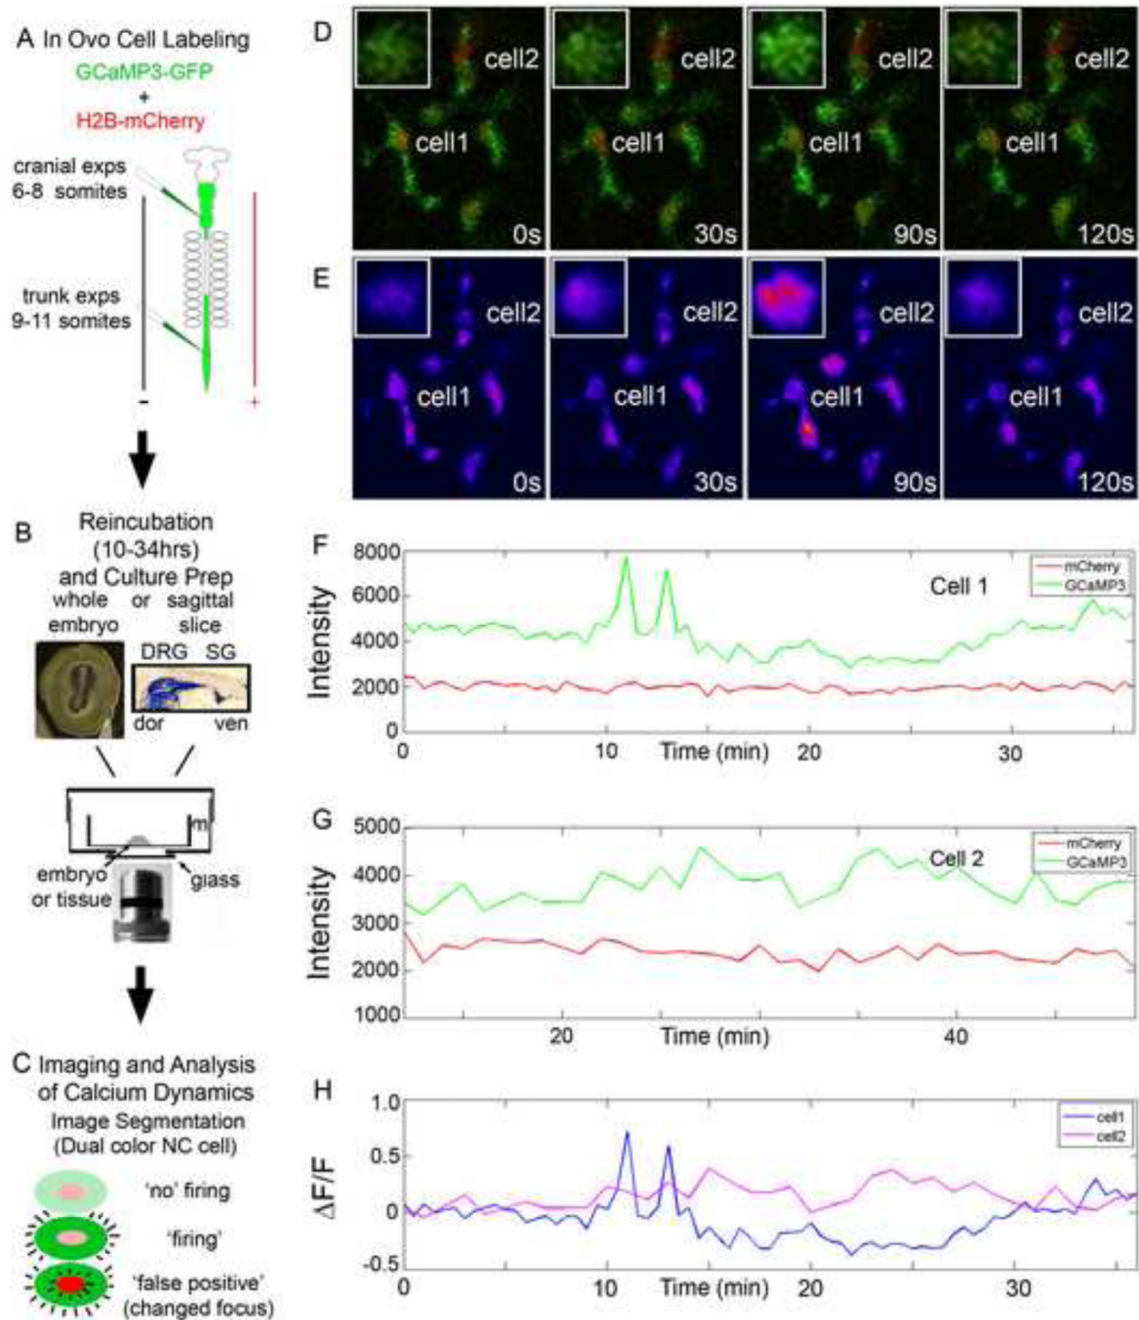 A In Ovo Cell Labeling
GCaMP3-GFP
+
H2B-mCherry
cranial exps
6-8 somites
trunk exps
9-11 somites
- +
B Reincubation
(10-34hrs)
and Culture Prep
whole or sagittal
embryo slice
DRG SG
dor ven
m
embryo
or tissue
glass
C Imaging and Analysis
of Calcium Dynamics
Image Segmentation
(Dual color NC cell)
'no' firing
'firing'
'false positive'
(changed focus)
D
cell2 cell2 cell2 cell2
cell1 cell1 cell1 cell1
0s 30s 90s 120s
E
cell2 cell2 cell2 cell2
cell1 cell1 cell1 cell1
0s 30s 90s 120s
F
8000
6000
4000
2000
0
Intensity
Cell 1
mCherry
GCaMP3
0 10 20 30
Time (min)
G
5000
4000
3000
2000
1000
Intensity
Cell 2
mCherry
GCaMP3
20 40
Time (min)
H
1.0
0.5
0
-0.5
ΔF/F
cell1
cell2
0 10 20 30
Time (min)